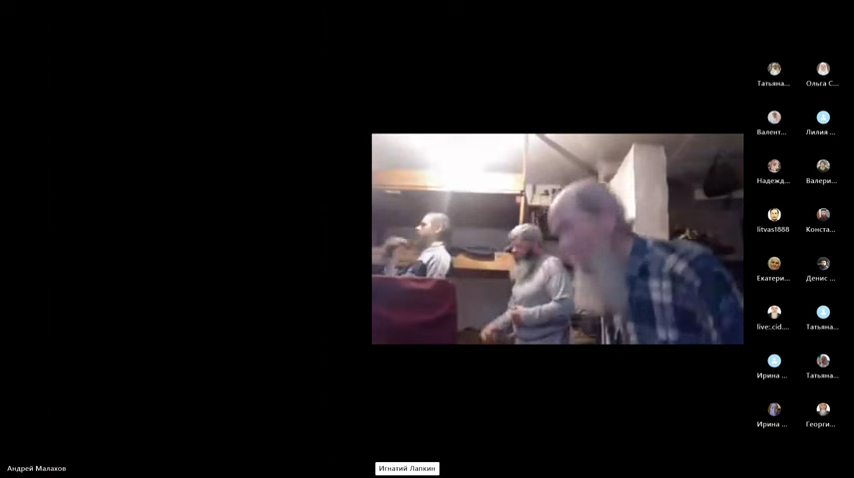 Татьяна...
Ольга С...
Валент...
Лилия ...
Надежд...
Валери...
litvas1888
Конста...
Екатери...
Денис ...
live:.cid....
Татьяна...
Ирина ...
Татьяна...
Ирина ...
Георги...
Андрей Малахов
Игнатий Лапкин